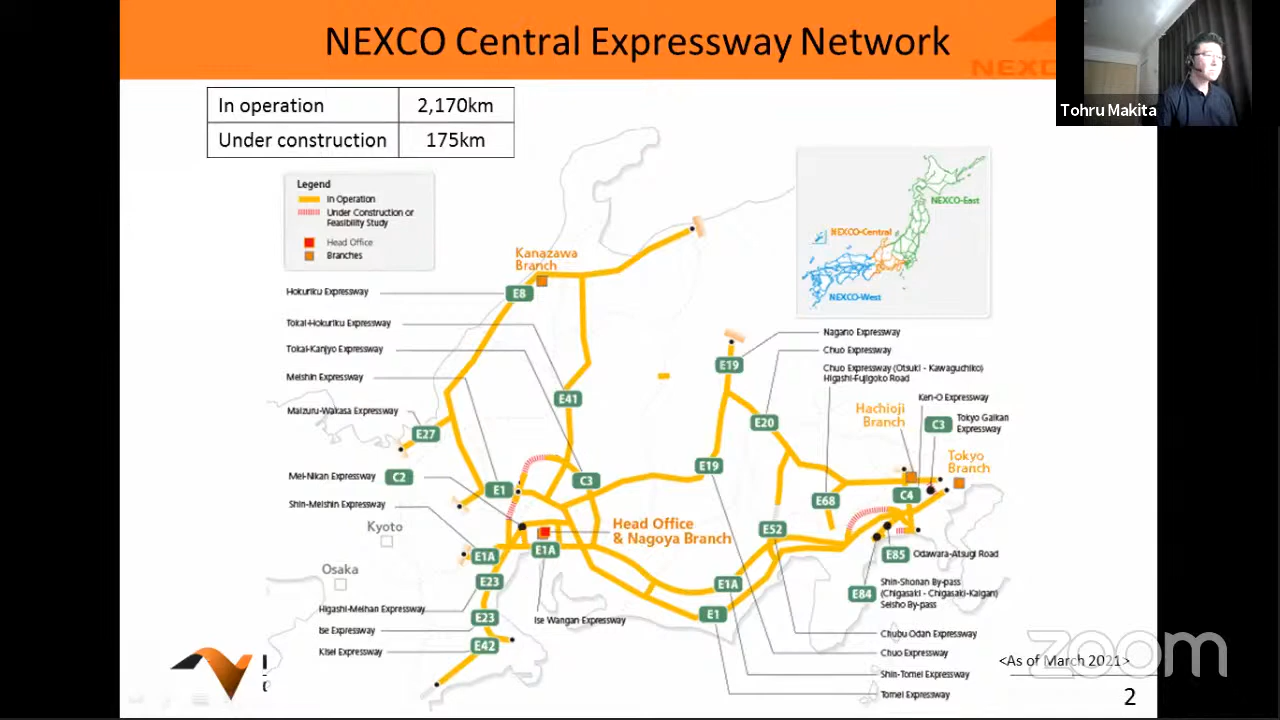 NEXCO Central Expressway Network
Tohru Makita
In operation 2,170km
Under construction 175km
Legend
In Operation
Under Construction or
Feasibility Study
Head Office
Branches
NEXCO-East
NEXCO-Central
NEXCO-West
Kanazawa
Branch
E8
Hokuriku Expressway
Tokai-Hokuriku Expressway
Tokai-Kanjyo Expressway
Meishin Expressway
Maizuru-Wakasa Expressway
E27
Mei-Nikan Expressway
C2
Shin-Meishin Expressway
Kyoto
Osaka
E41
C3
E1
E1A
E1A
Head Office
& Nagoya Branch
E23
Higashi-Meihan Expressway
E23
Ise Expressway
E42
Kisei Expressway
Ise Wangan Expressway
Nagano Expressway
Chuo Expressway
Chuo Expressway (Otsuki - Kawaguchiko)
Higashi-Fujigoko Road
E19
E20
Hachioji
Branch
Ken-O Expressway
C3
Tokyo Gaikan
Expressway
Tokyo
Branch
E19
E68
C4
E52
E85
Odawara-Atsugi Road
E1A
E84
Shin-Shonan By-pass
(Chigasaki - Chigasaki-Kaigan)
Seisho By-pass
E1
Chubu Odan Expressway
Chuo Expressway
Shin-Tomei Expressway
Tomei Expressway
<As of March 2021>
zoom
2